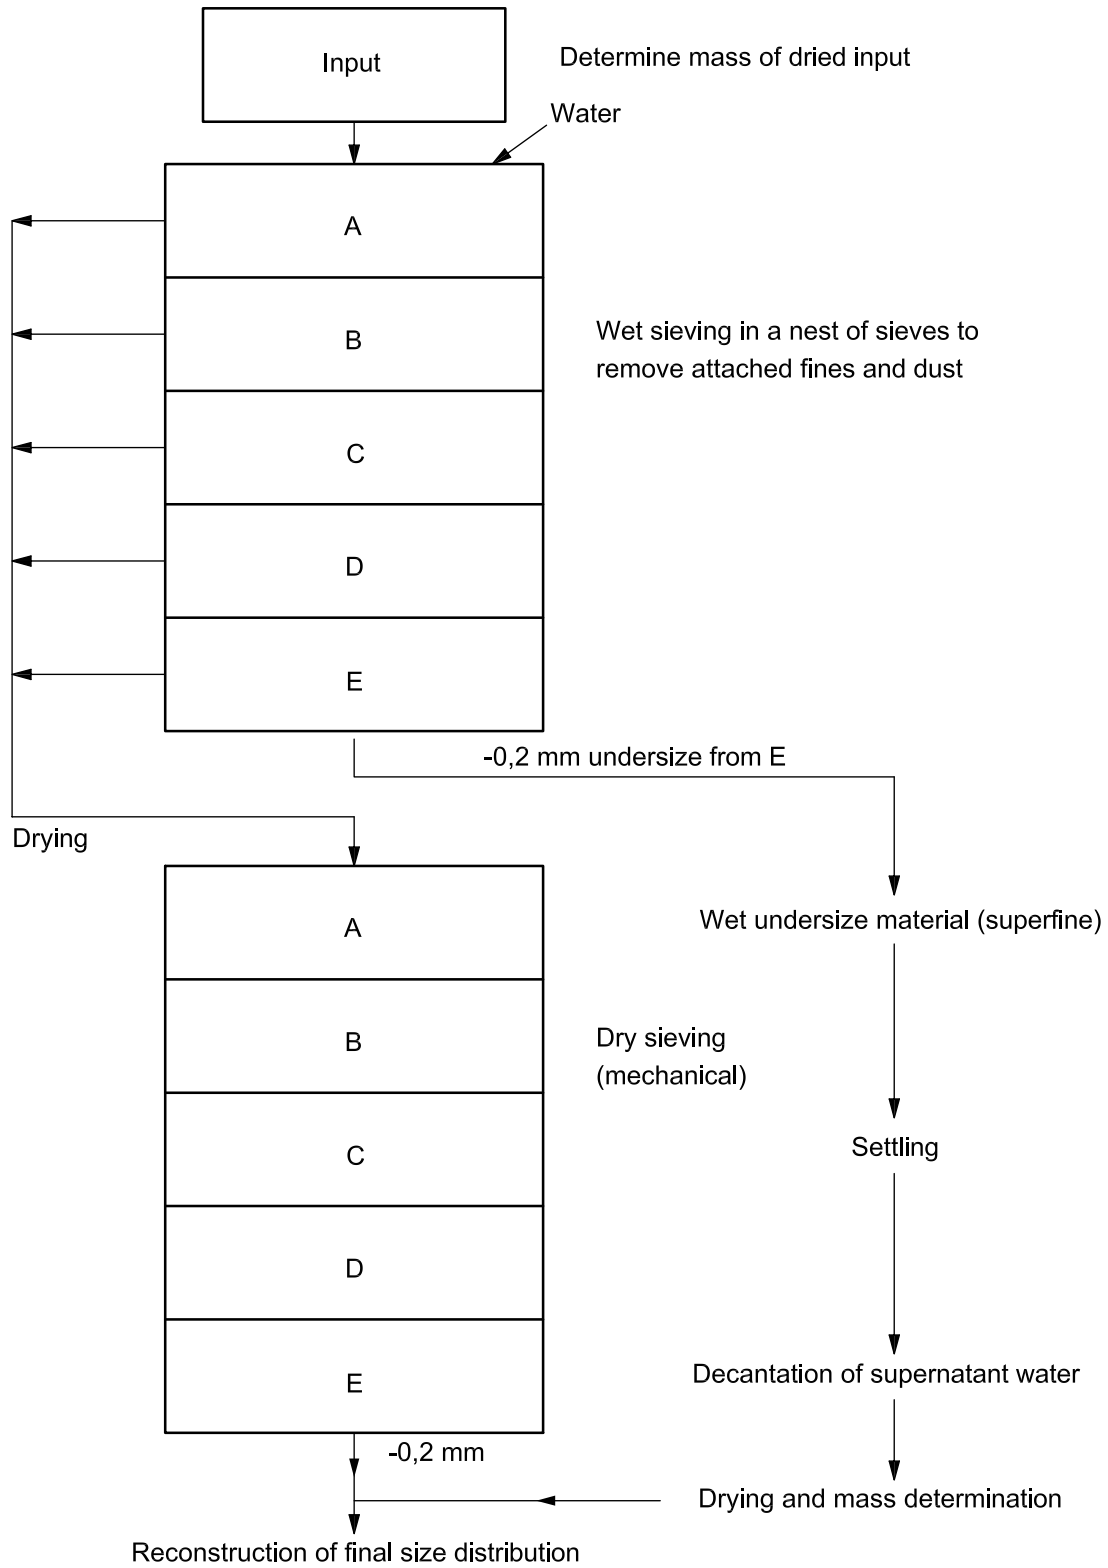 Input
Determine mass of dried input
Water
A
B
Wet sieving in a nest of sieves to
remove attached fines and dust
C
D
E
-0,2 mm undersize from E
Drying
A
Wet undersize material (superfine)
B
Dry sieving
(mechanical)
C
Settling
D
E
Decantation of supernatant water
-0,2 mm
Drying and mass determination
Reconstruction of final size distribution